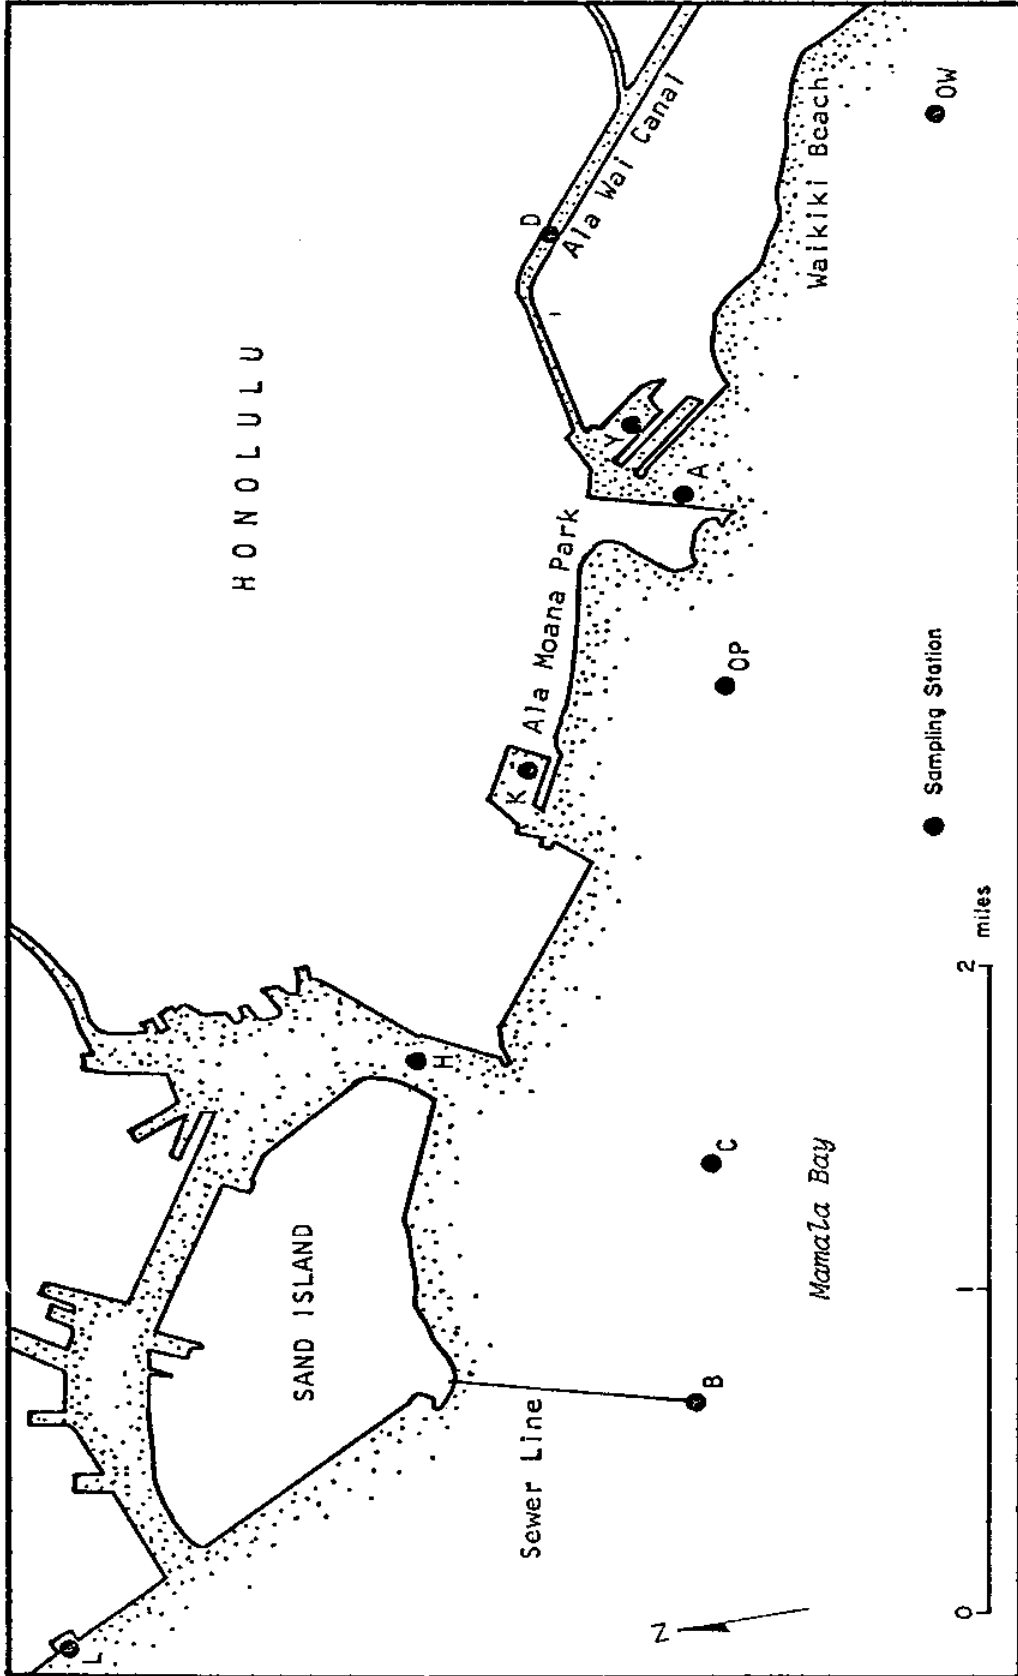 HONOLULU
D
Ala Wai Canal
Y
A
Waikiki Beach
OW
Ala Moana Park
K
OP
H
C
SAND ISLAND
L
Sewer Line
B
Mamala Bay
N
0 1 2
miles
Sampling Station